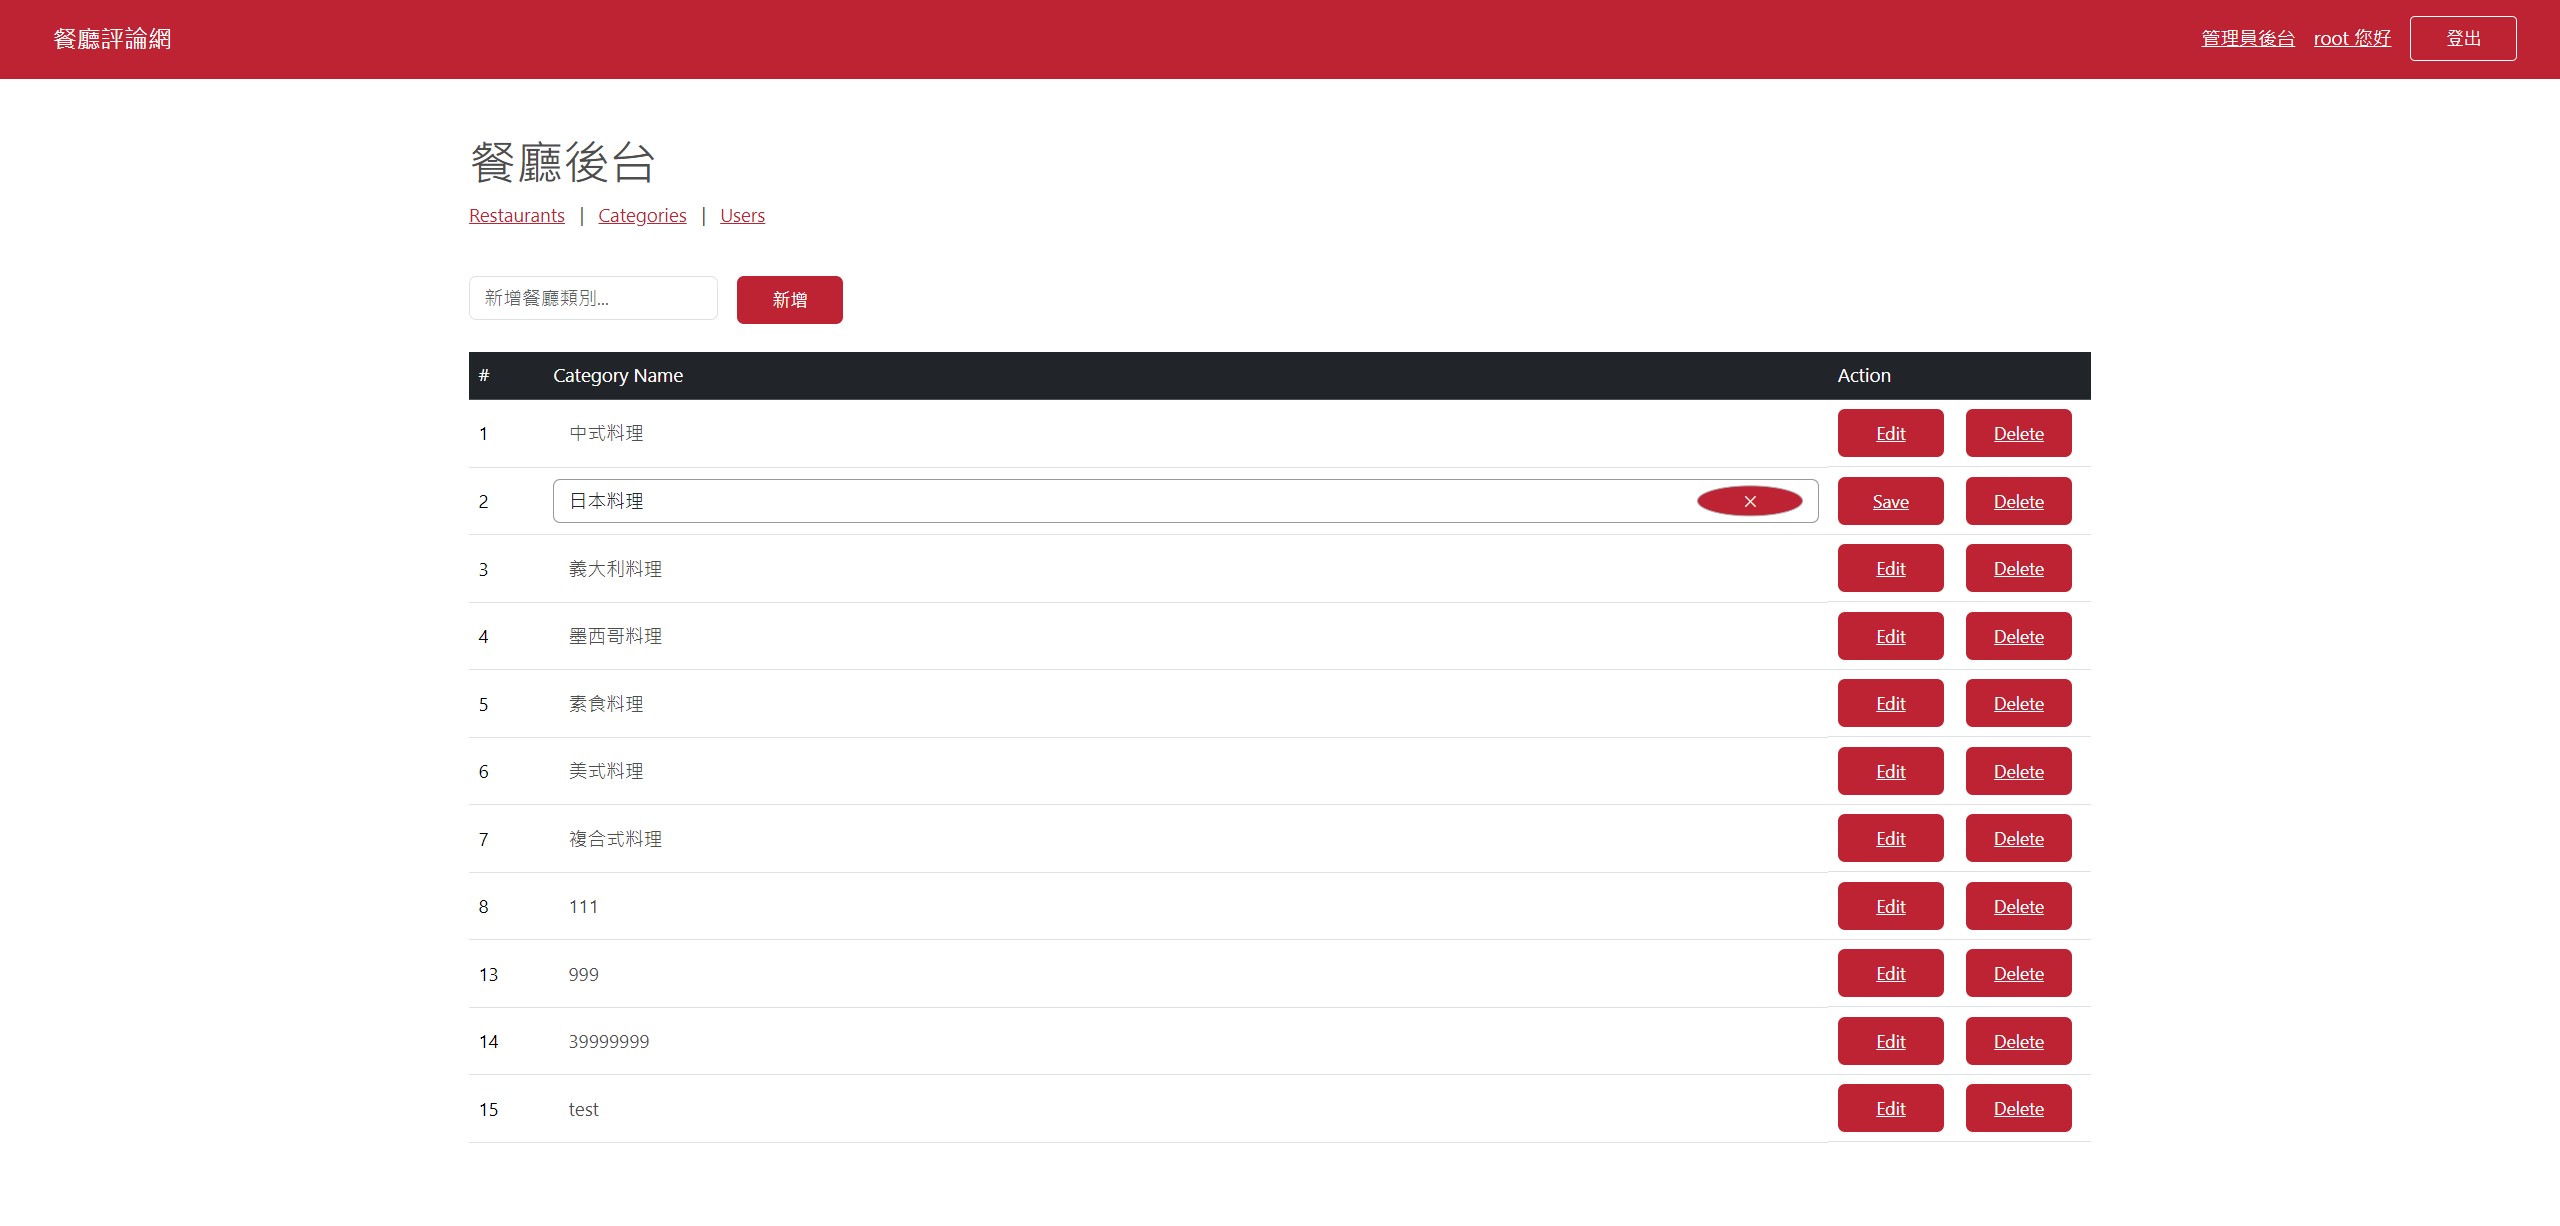 餐廳評論網 管理員後台 root 您好 登出
餐廳後台
Restaurants | Categories | Users
新增餐廳類別... 新增
# Category Name Action
1 中式料理 Edit Delete
2 日本料理 × Save Delete
3 義大利料理 Edit Delete
4 墨西哥料理 Edit Delete
5 素食料理 Edit Delete
6 美式料理 Edit Delete
7 複合式料理 Edit Delete
8 111 Edit Delete
13 999 Edit Delete
14 39999999 Edit Delete
15 test Edit Delete